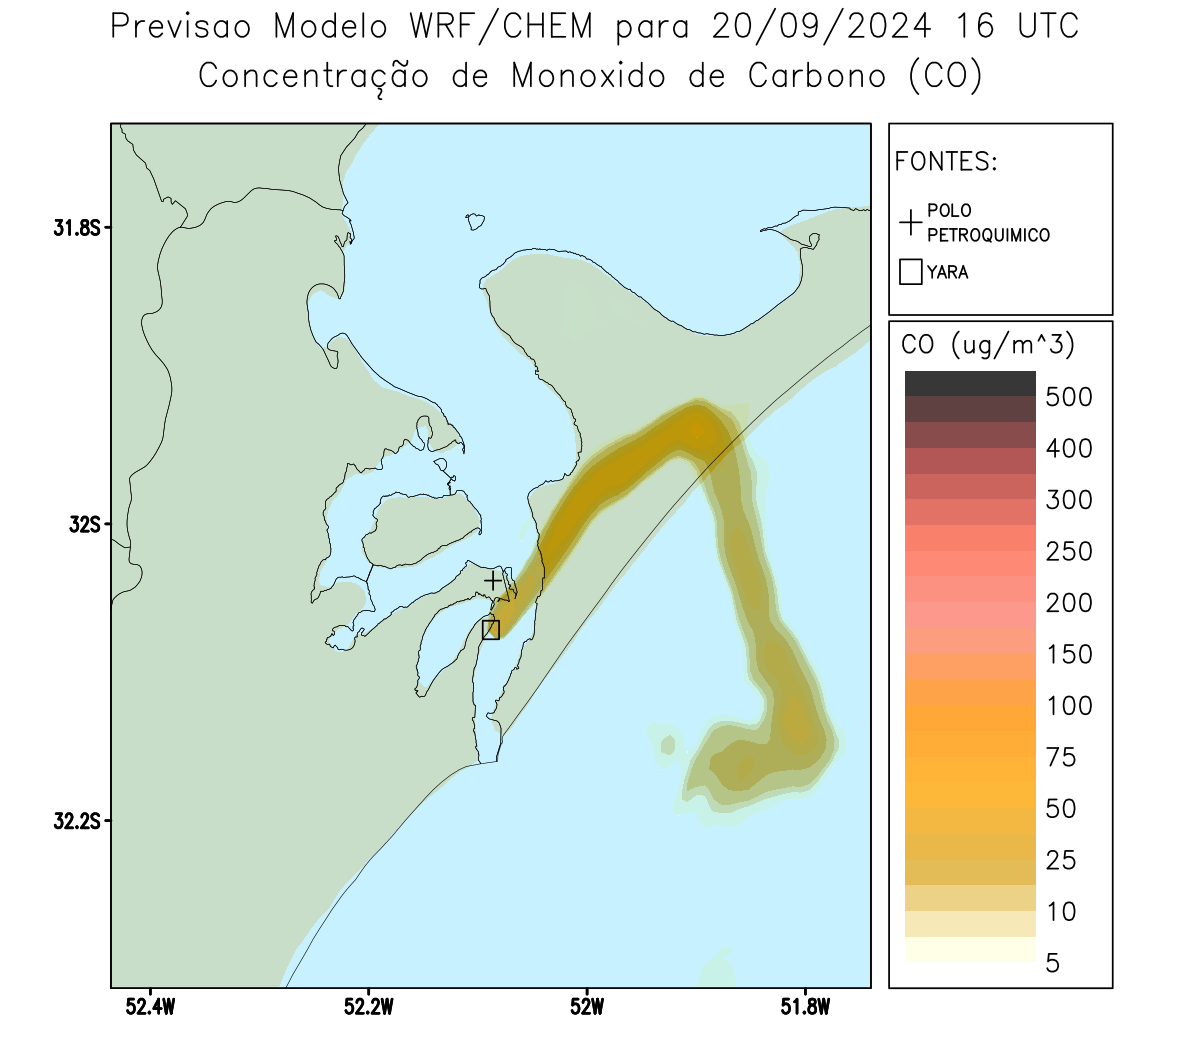 Previsao Modelo WRF/CHEM para 20/09/2024 16 UTC
Concentração de Monoxido de Carbono (CO)
FONTES:
POLO
PETROQUIMICO
YARA
CO (ug/m^3)
500
400
300
250
200
150
100
75
50
25
10
5
31.8S
32S
32.2S
52.4W
52.2W
52W
51.8W